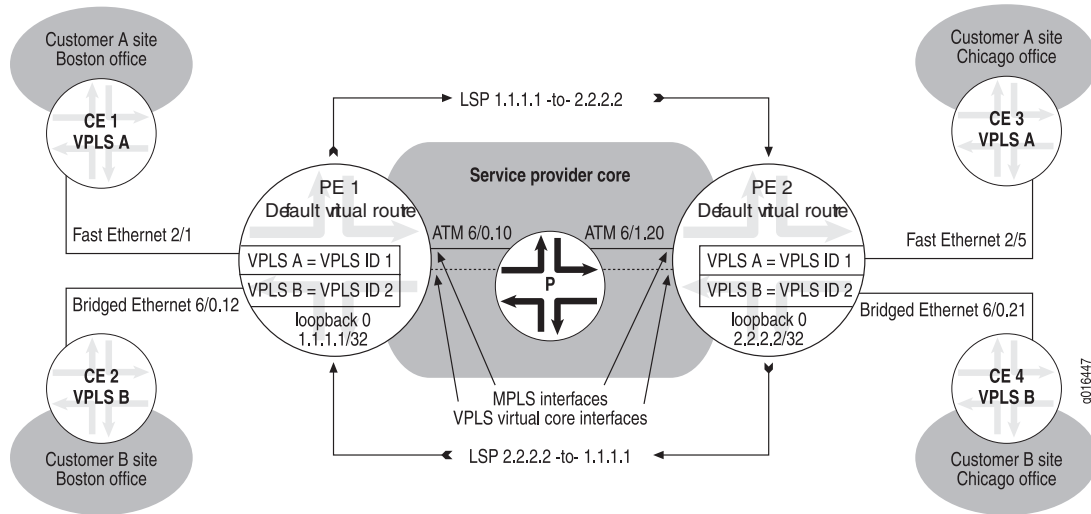 Customer A site
Boston office
CE 1
VPLS A
Fast Ethernet 2/1
Bridged Ethernet 6/0.12
CE 2
VPLS B
Customer B site
Boston office
LSP 1.1.1.1 -to- 2.2.2.2
PE 1
Default virtual route
VPLS A = VPLS ID 1
VPLS B = VPLS ID 2
loopback 0
1.1.1.1/32
Service provider core
ATM 6/0.10
ATM 6/1.20
P
MPLS interfaces
VPLS virtual core interfaces
LSP 2.2.2.2 -to- 1.1.1.1
PE 2
Default virtual route
VPLS A = VPLS ID 1
VPLS B = VPLS ID 2
loopback 0
2.2.2.2/32
Customer A site
Chicago office
CE 3
VPLS A
Fast Ethernet 2/5
Bridged Ethernet 6/0.21
CE 4
VPLS B
Customer B site
Chicago office
g016447